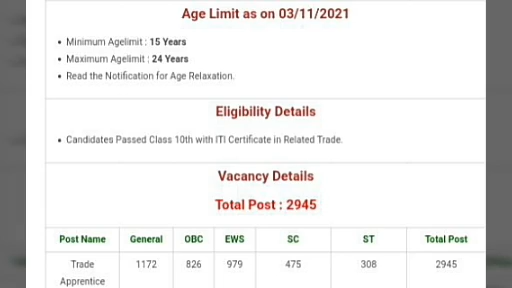 Age Limit as on 03/11/2021
• Minimum Agelimit : 15 Years
• Maximum Agelimit : 24 Years
• Read the Notification for Age Relaxation.
Eligibility Details
• Candidates Passed Class 10th with ITI Certificate in Related Trade.
Vacancy Details
Total Post : 2945
Post Name General OBC EWS SC ST Total Post
Trade Apprentice 1172 826 979 475 308 2945